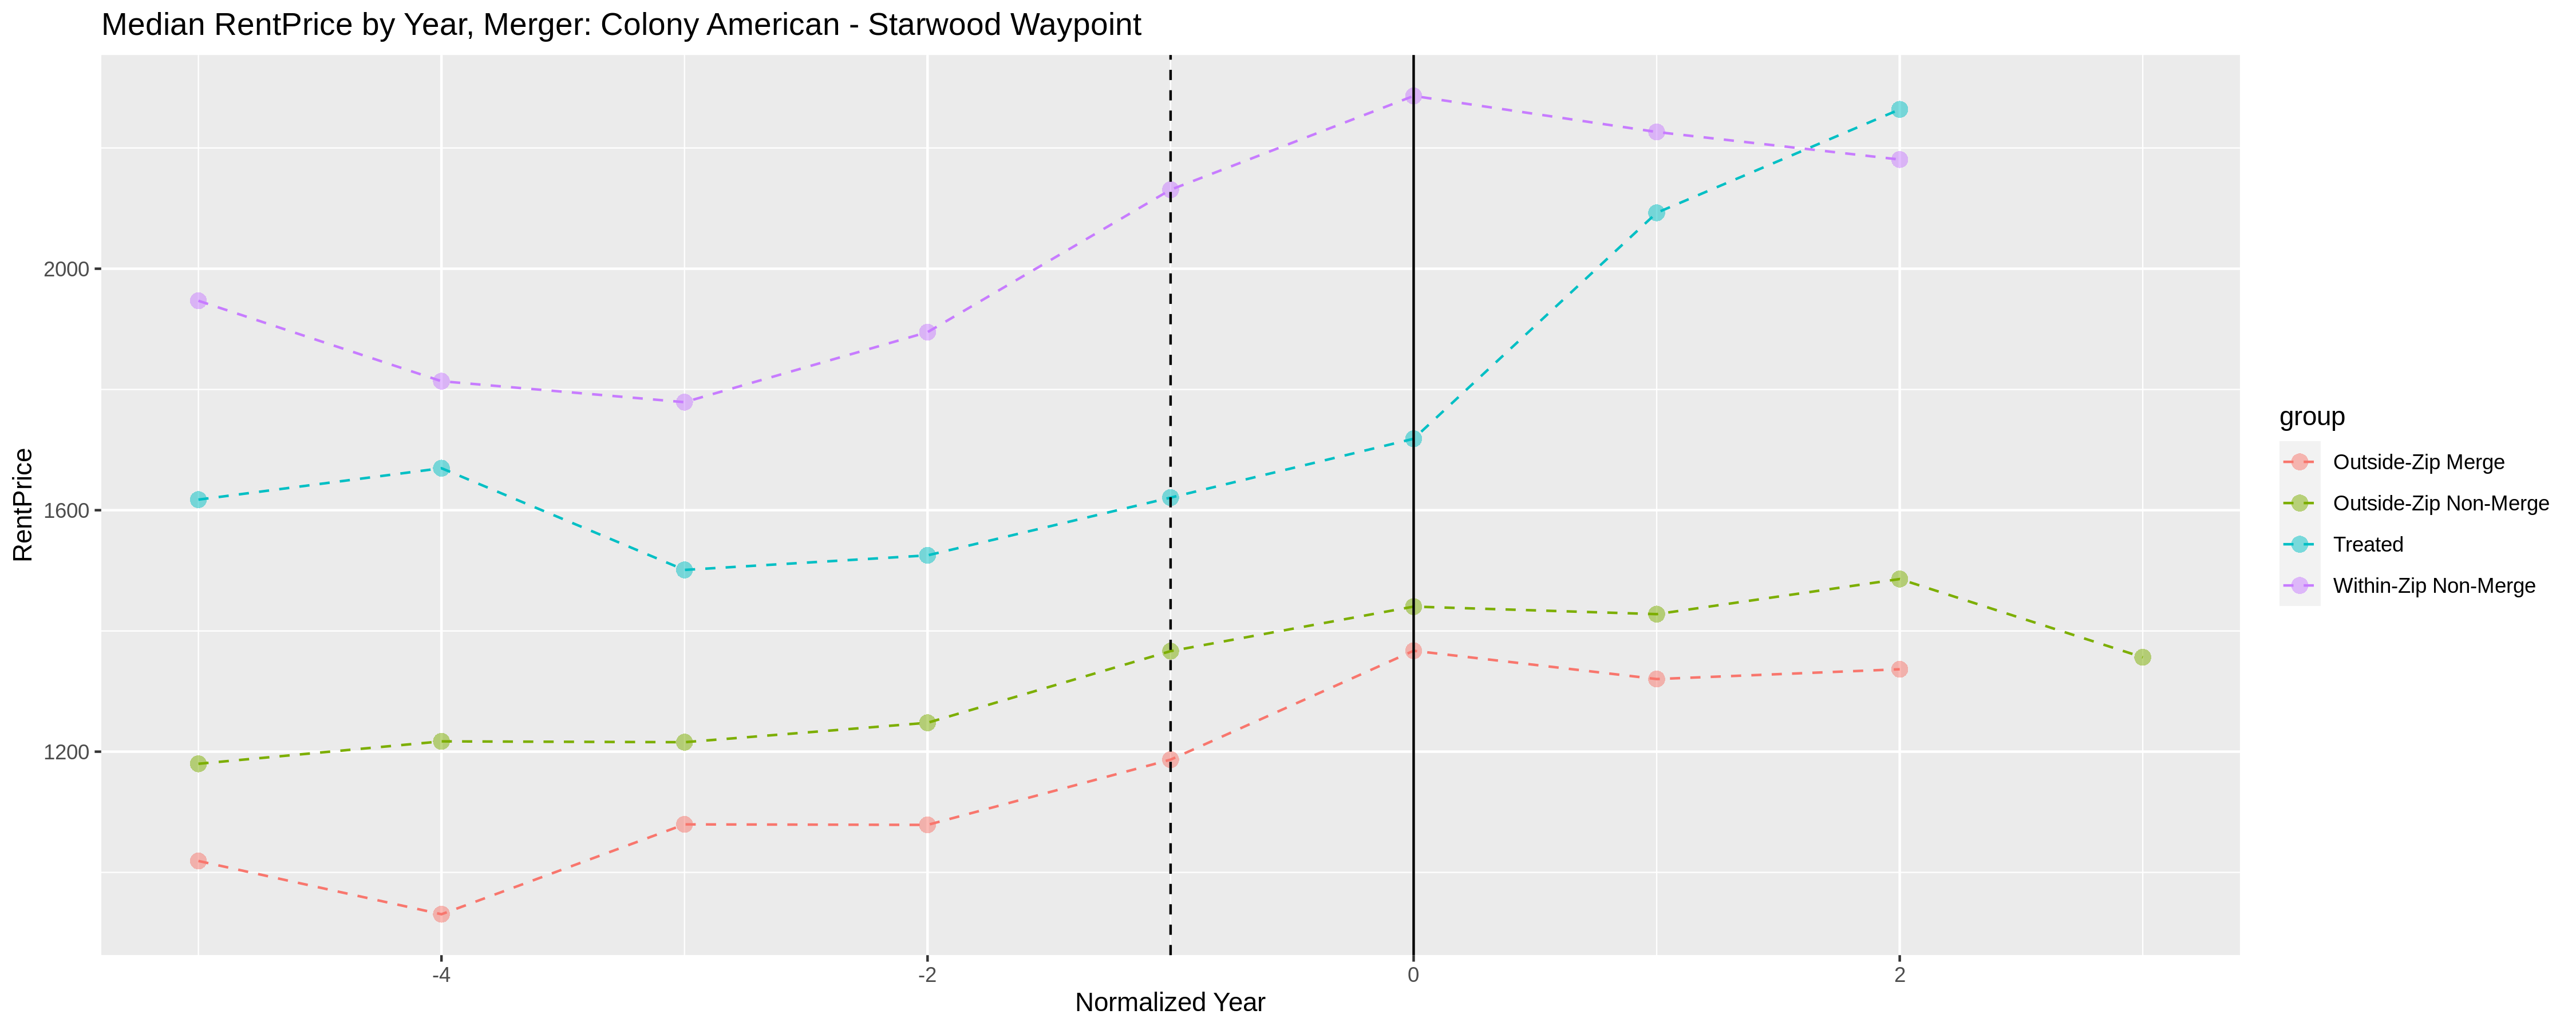 Median RentPrice by Year, Merger: Colony American - Starwood Waypoint
RentPrice
2000
1600
1200
-4
-2
0
2
Normalized Year
group
Outside-Zip Merge
Outside-Zip Non-Merge
Treated
Within-Zip Non-Merge